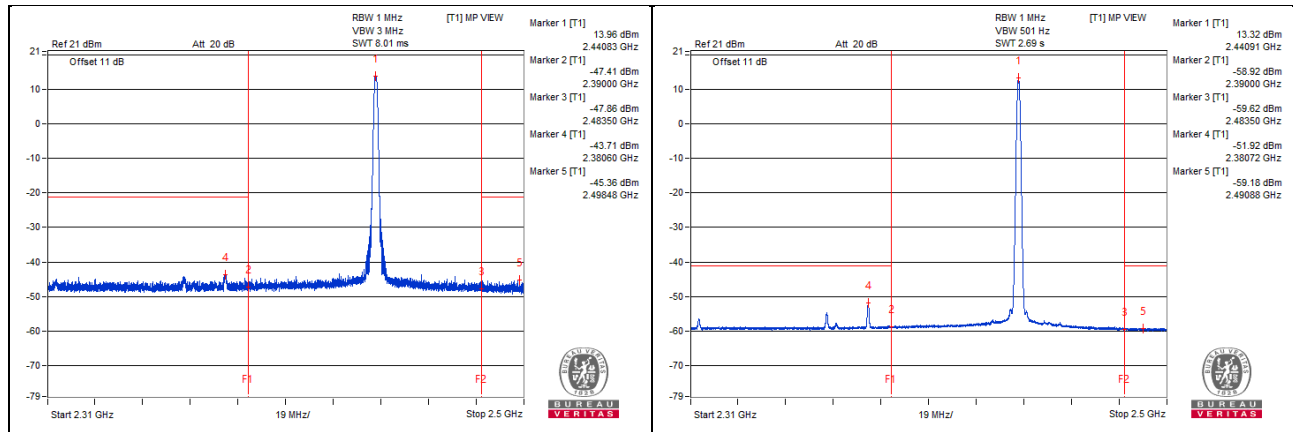 RBW 1 MHz [T1] MP VIEW
VBW 3 MHz
Ref 21 dBm Att 20 dB SWT 8.01 ms
Offset 11 dB
21
10
0
-10
-20
-30
-40
-50
-60
-70
-79
1
4
2
3
5
F1
F2
Start 2.31 GHz 19 MHz/ Stop 2.5 GHz
Marker 1 [T1]
13.96 dBm
2.44083 GHz
Marker 2 [T1]
-47.41 dBm
2.39000 GHz
Marker 3 [T1]
-47.86 dBm
2.48350 GHz
Marker 4 [T1]
-43.71 dBm
2.38060 GHz
Marker 5 [T1]
-45.36 dBm
2.49848 GHz
BUREAU VERITAS
1828
BUREAU
VERITAS
RBW 1 MHz [T1] MP VIEW
VBW 501 Hz
Ref 21 dBm Att 20 dB SWT 2.69 s
Offset 11 dB
21
10
0
-10
-20
-30
-40
-50
-60
-70
-79
1
4
2
3
5
F1
F2
Start 2.31 GHz 19 MHz/ Stop 2.5 GHz
Marker 1 [T1]
13.32 dBm
2.44091 GHz
Marker 2 [T1]
-58.92 dBm
2.39000 GHz
Marker 3 [T1]
-59.62 dBm
2.48350 GHz
Marker 4 [T1]
-51.92 dBm
2.38072 GHz
Marker 5 [T1]
-59.18 dBm
2.49088 GHz
BUREAU VERITAS
1828
BUREAU
VERITAS